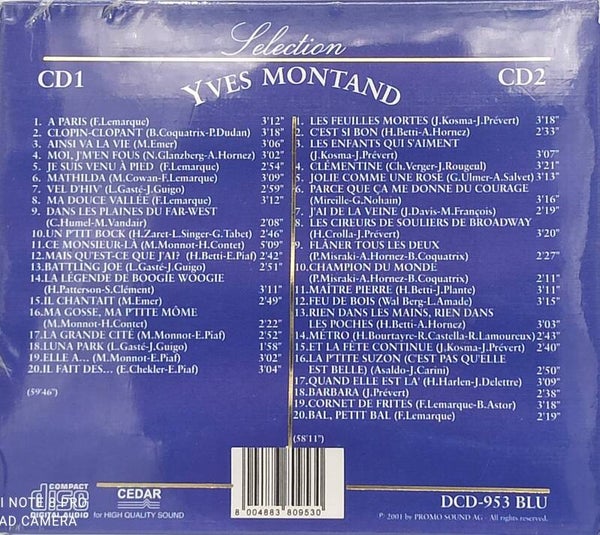 Selection
YVES MONTAND
CD1
1. A PARIS (F.Lemarque) 3'12"
2. CLOPIN-CLOPANT (B.Coquatrix-P.Dudan) 3'18"
3. AINSI VA LA VIE (M.Emer) 3'06"
4. MOI, J'M'EN FOUS (N.Glanzberg-A.Hornez) 3'02"
5. JE SUIS VENU À PIED (F.Lemarque) 2'54"
6. MATHILDA (M.Cowan-F.Lemarque) 3'09"
7. VEL D'HIV' (L.Gasté-J.Guigo) 2'59"
8. MA DOUCE VALLÉE (F.Lemarque) 3'12"
9. DANS LES PLAINES DU FAR-WEST
(C.Humel-M.Vandair) 2'08"
10. UN P'TIT BOCK (H.Zaret-L.Singer-G.Tabet) 2'46"
11. CE MONSIEUR-LÀ (M.Monnot-H.Contet) 5'09"
12. MAIS QU'EST-CE QUE J'AI? (H.Betti-E.Piaf) 2'42"
13. BATTLING JOE (L.Gasté-J.Guigo) 2'51"
14. LA LÉGENDE DE BOOGIE WOOGIE
(H.Patterson-S.Clément) 3'11"
15. IL CHANTAIT (M.Emer) 2'49"
16. MA GOSSE, MA P'TITE MÔME
(M.Monnot-H.Contet) 2'22"
17. LA GRANDE CITÉ (M.Monnot-E.Piaf) 2'52"
18. LUNA PARK (L.Gasté-J.Guigo) 1'58"
19. ELLE A... (M.Monnot-E.Piaf) 3'02"
20. IL FAIT DES... (E.Chekler-E.Piaf) 3'04"
(59'46")
CD2
1. LES FEUILLES MORTES (J.Kosma-J.Prévert) 3'18"
2. C'EST SI BON (H.Betti-A.Hornez) 2'33"
3. LES ENFANTS QUI S'AIMENT
(J.Kosma-J.Prévert) 3'07"
4. CLÉMENTINE (Ch.Verger-J.Rougeul) 3'21"
5. JOLIE COMME UNE ROSE (G.Ulmer-A.Salvet) 3'13"
6. PARCE QUE ÇA ME DONNE DU COURAGE
(Mireille-G.Nohain) 3'16"
7. J'AI DE LA VEINE (J.Davis-M.François) 2'19"
8. LES CIREURS DE SOULIERS DE BROADWAY
(H.Crolla-J.Prévert) 3'20"
9. FLÂNER TOUS LES DEUX
(P.Misraki-A.Hornez-B.Coquatrix) 2'27"
10. CHAMPION DU MONDE
(P.Misraki-A.Hornez-B.Coquatrix) 2'11"
11. MAÎTRE PIERRE (H.Betti-J.Plante) 3'11"
12. FEU DE BOIS (Wal Berg-L.Amade) 3'15"
13. RIEN DANS LES MAINS, RIEN DANS
LES POCHES (H.Betti-A.Hornez) 3'03"
14. MÉTRO (H.Bourtayre-R.Castella-R.Lamoureux) 2'43"
15. ET LA FÊTE CONTINUE (J.Kosma-J.Prévert) 2'40"
16. LA P'TITE SUZON (C'EST PAS QU'ELLE
EST BELLE) (Asaldo-J.Carini) 2'50"
17. QUAND ELLE EST LA' (H.Harlen-J.Delettre) 3'09"
18. BARBARA (J.Prévert) 2'38"
19. CORNET DE FRITES (F.Lemarque-B.Astor) 3'18"
20. BAL, PETIT BAL (F.Lemarque) 2'19"
(58'11")
COMPACT
disc
DIGITAL AUDIO
CEDAR
for HIGH QUALITY SOUND
8 004883 809530
DCD-953 BLU
℗ 2001 by PROMO SOUND AG - All rights reserved.
I NOTE 8 PRO
AD CAMERA